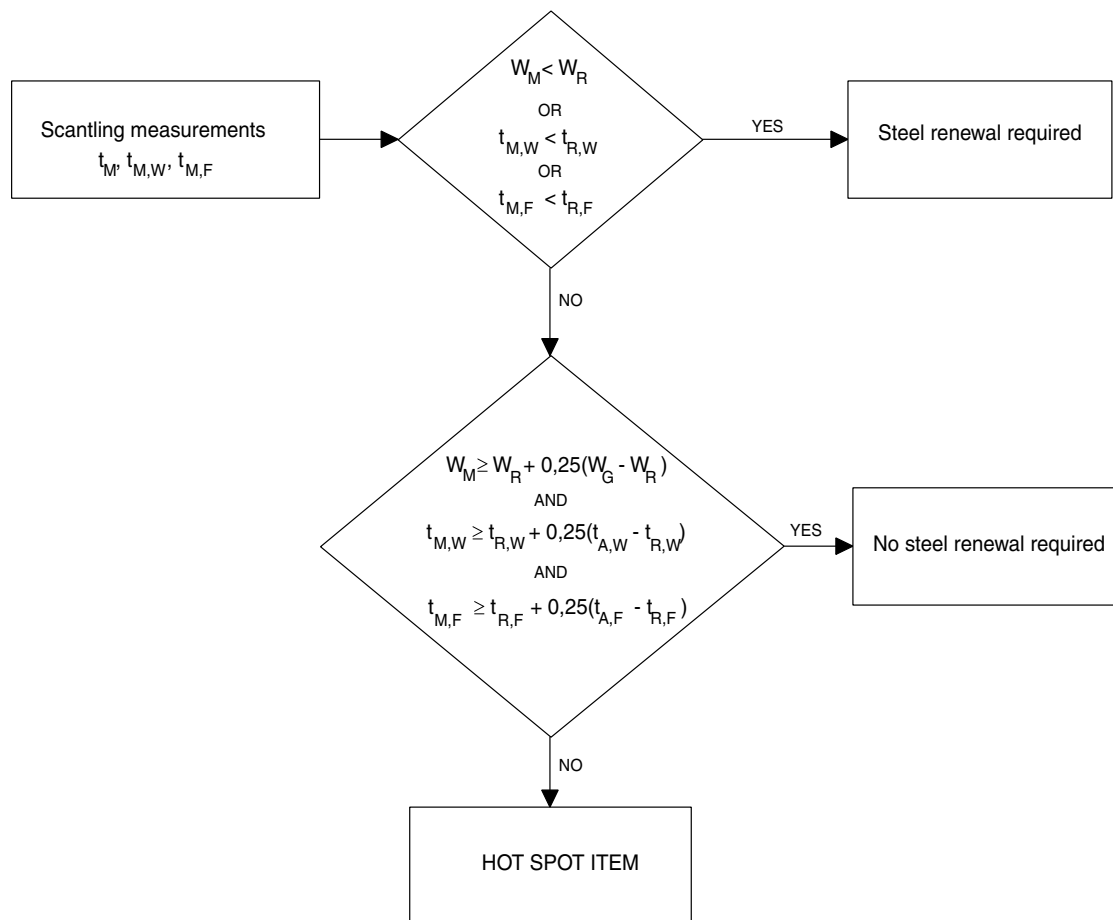 Scantling measurements
t_M, t_M,W, t_M,F
W_M < W_R
OR
t_M,W < t_R,W
OR
t_M,F < t_R,F
YES
Steel renewal required
NO
W_M ≥ W_R + 0,25(W_G - W_R )
AND
t_M,W ≥ t_R,W + 0,25(t_A,W - t_R,W)
AND
t_M,F ≥ t_R,F + 0,25(t_A,F - t_R,F )
YES
No steel renewal required
NO
HOT SPOT ITEM